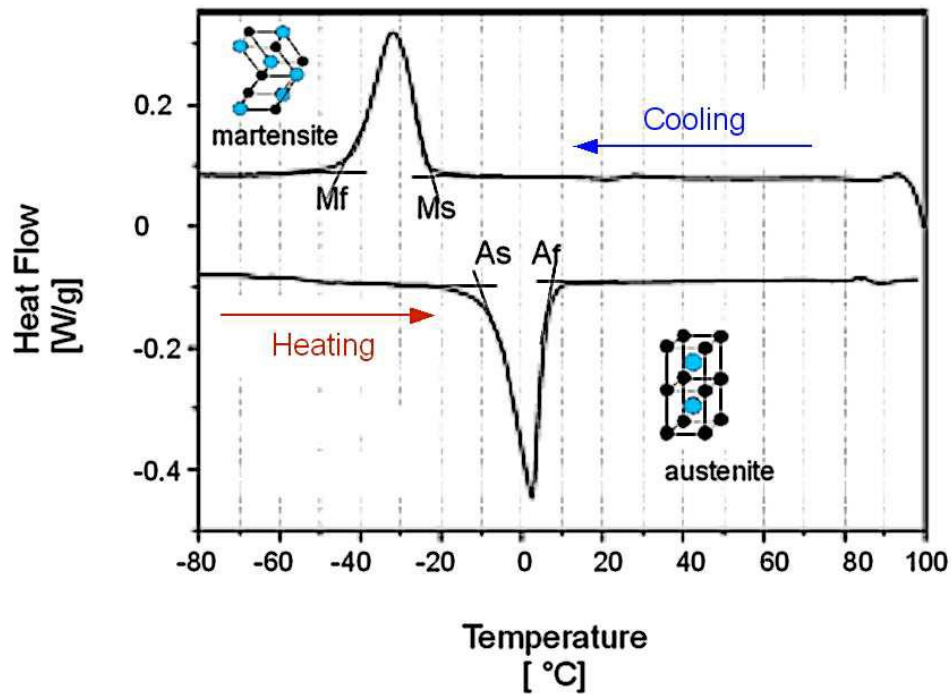 martensite
Cooling
0.2
Mf
Ms
0
As
Af
Heat Flow
[W/g]
Heating
-0.2
austenite
-0.4
-80 -60 -40 -20 0 20 40 60 80 100
Temperature
[ °C]